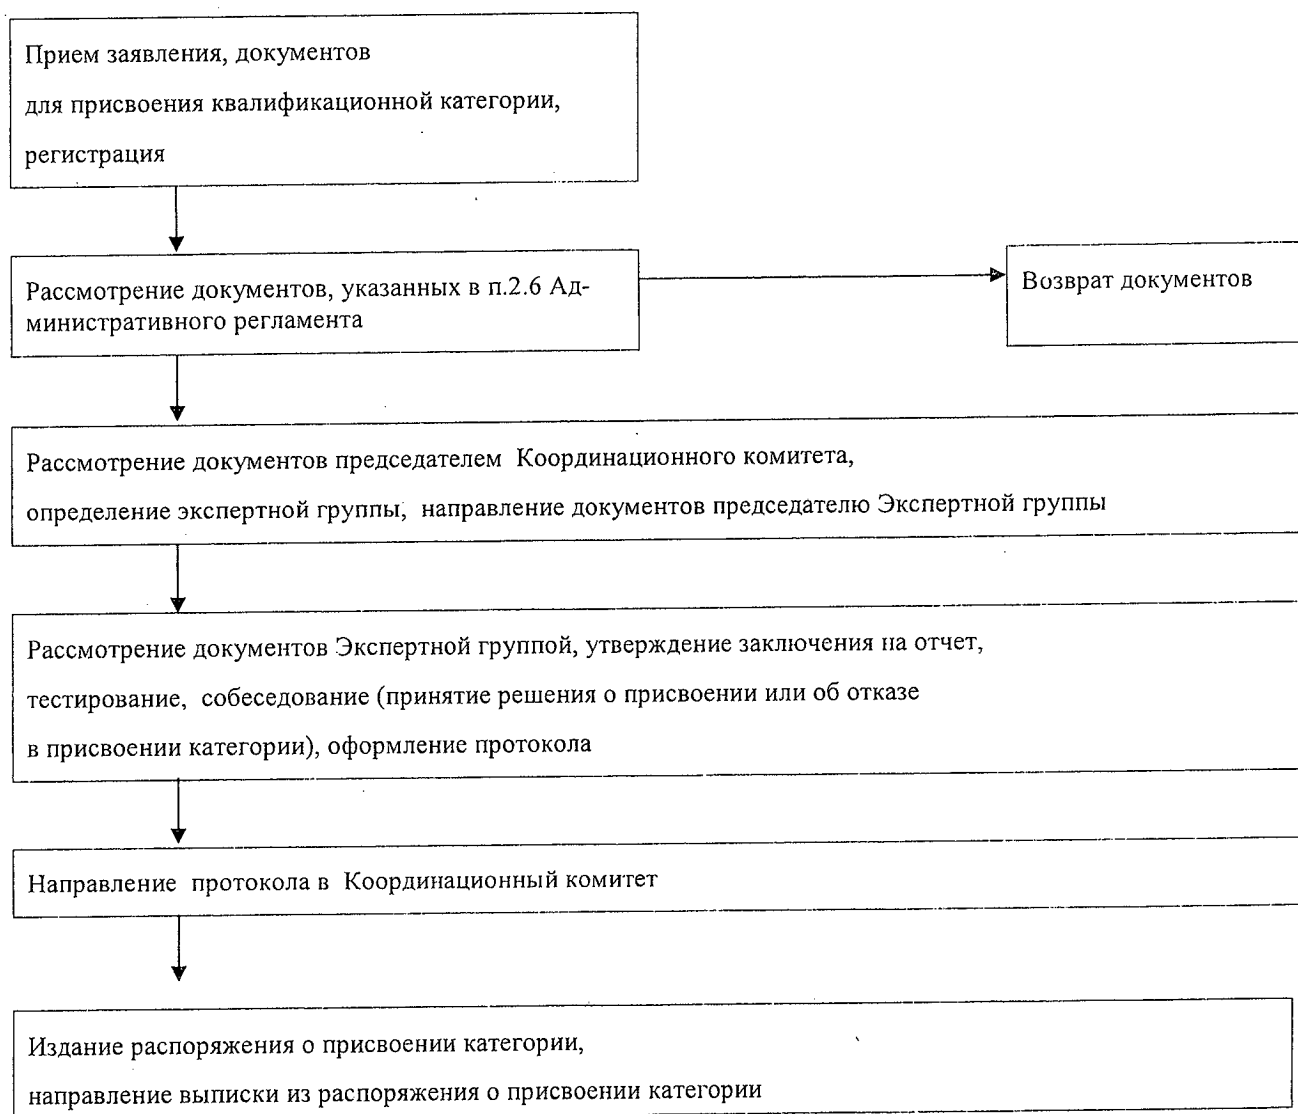 Прием заявления, документов
для присвоения квалификационной категории,
регистрация
Рассмотрение документов, указанных в п.2.6 Ад-
министративного регламента
Возврат документов
Рассмотрение документов председателем Координационного комитета,
определение экспертной группы, направление документов председателю Экспертной группы
Рассмотрение документов Экспертной группой, утверждение заключения на отчет,
тестирование, собеседование (принятие решения о присвоении или об отказе
в присвоении категории), оформление протокола
Направление протокола в Координационный комитет
Издание распоряжения о присвоении категории,
направление выписки из распоряжения о присвоении категории